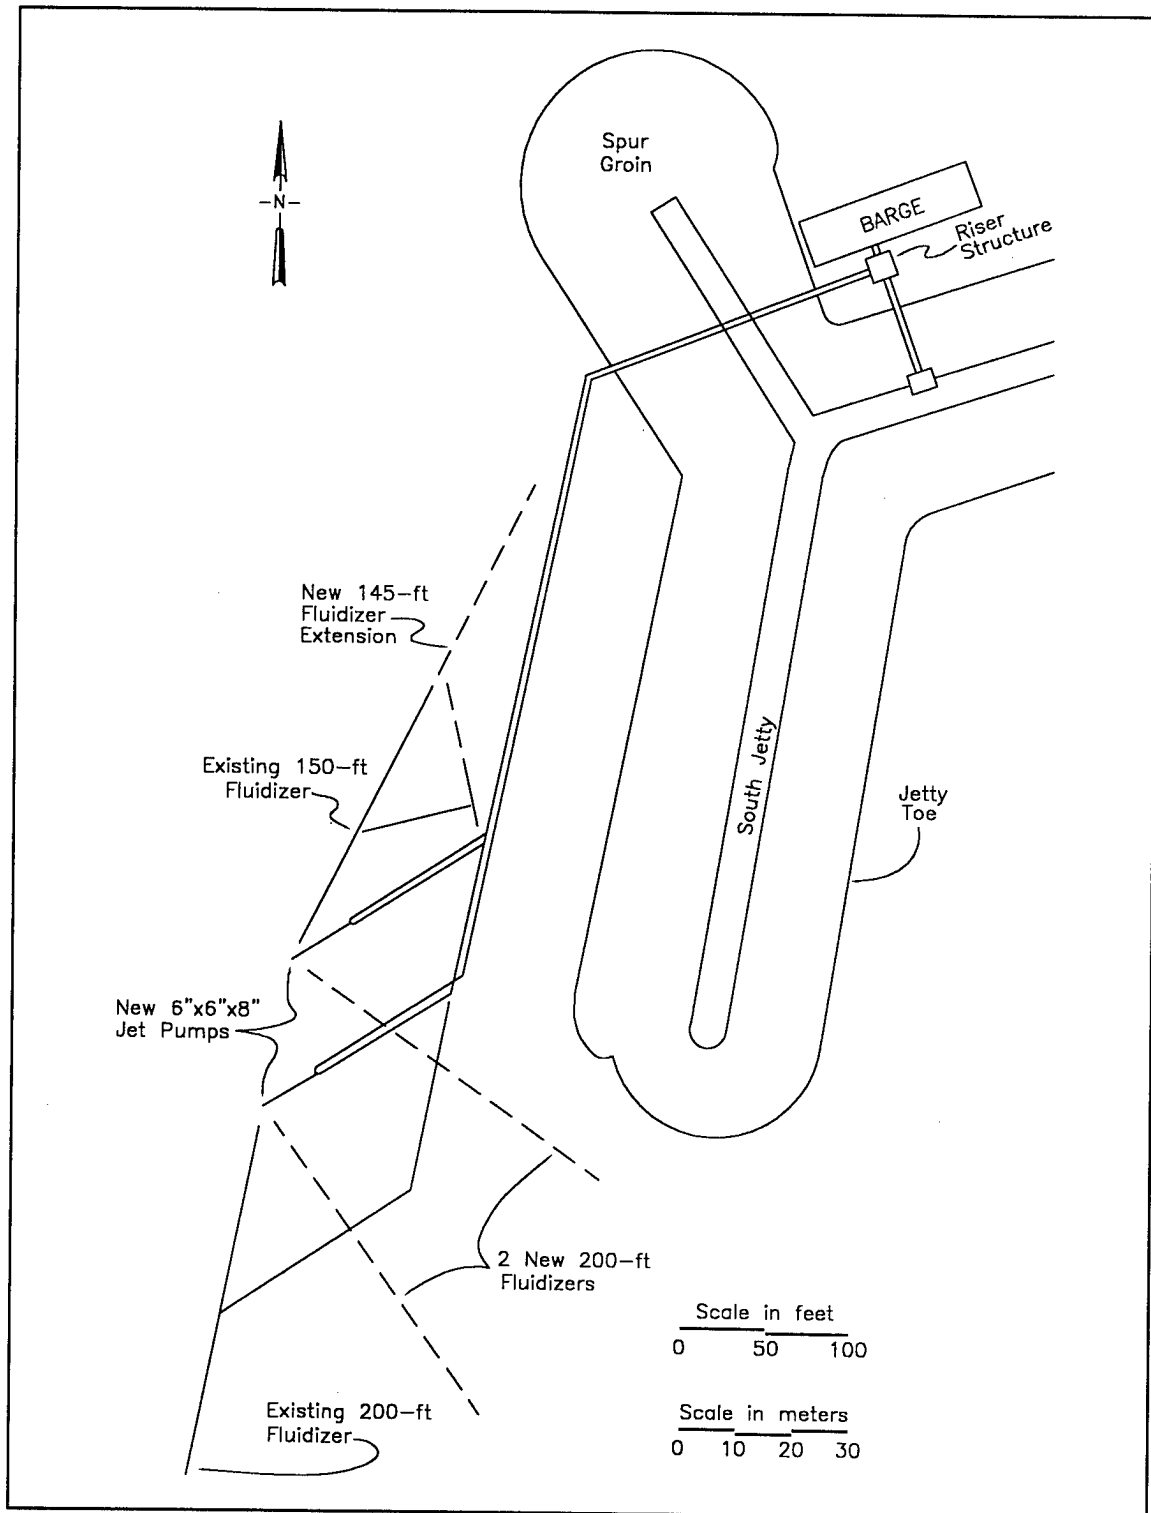 Spur
Groin
-N-
BARGE
Riser
Structure
New 145-ft
Fluidizer
Extension
Existing 150-ft
Fluidizer
South Jetty
Jetty
Toe
New 6"x6"x8"
Jet Pumps
2 New 200-ft
Fluidizers
Scale in feet
0 50 100
Existing 200-ft
Fluidizer
Scale in meters
0 10 20 30